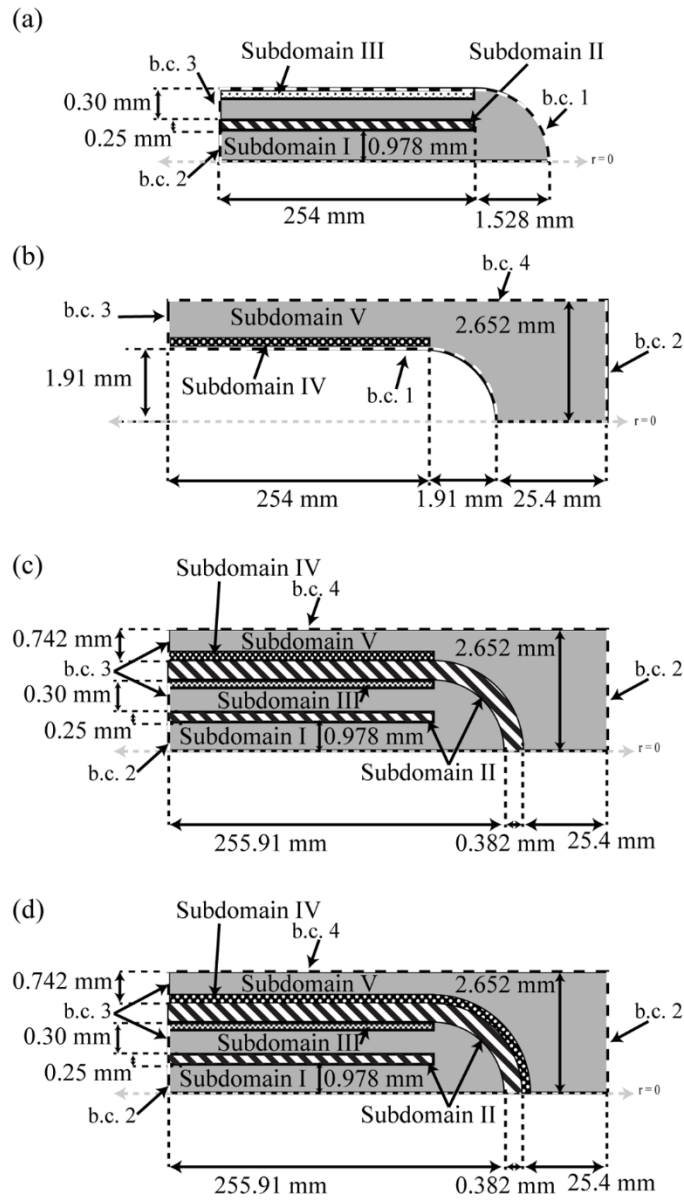 (a)
Subdomain III
Subdomain II
b.c. 3
b.c. 1
0.30 mm
0.25 mm
Subdomain I
0.978 mm
r = 0
b.c. 2
254 mm
1.528 mm
(b)
b.c. 4
b.c. 3
Subdomain V
2.652 mm
b.c. 2
1.91 mm
Subdomain IV
b.c. 1
r = 0
254 mm
1.91 mm
25.4 mm
(c)
Subdomain IV
b.c. 4
0.742 mm
Subdomain V
2.652 mm
b.c. 3
b.c. 2
0.30 mm
Subdomain III
0.25 mm
Subdomain I
0.978 mm
r = 0
b.c. 2
Subdomain II
255.91 mm
0.382 mm
25.4 mm
(d)
Subdomain IV
b.c. 4
0.742 mm
Subdomain V
2.652 mm
b.c. 3
b.c. 2
0.30 mm
Subdomain III
0.25 mm
Subdomain I
0.978 mm
r = 0
b.c. 2
Subdomain II
255.91 mm
0.382 mm
25.4 mm